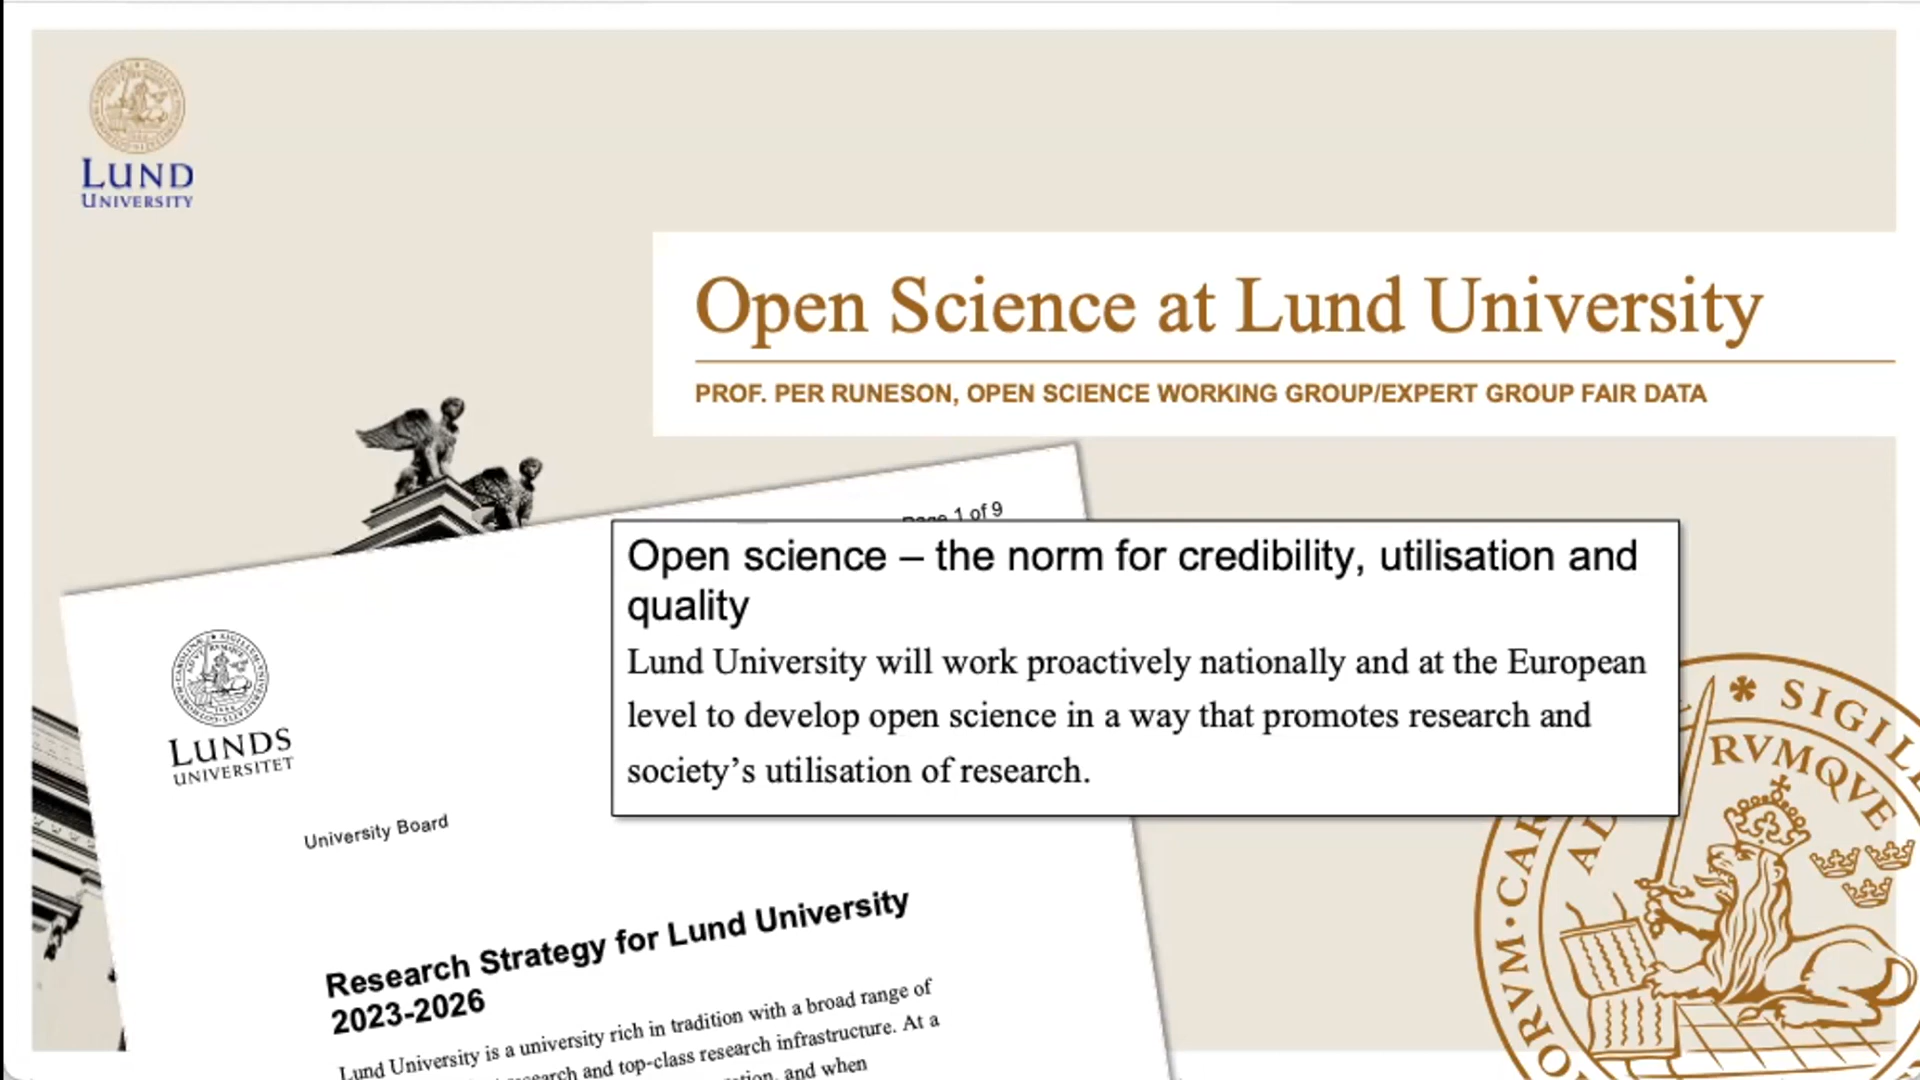 LUND
UNIVERSITY
Open Science at Lund University
PROF. PER RUNESON, OPEN SCIENCE WORKING GROUP/EXPERT GROUP FAIR DATA
Page 1 of 9
Open science – the norm for credibility, utilisation and
quality
Lund University will work proactively nationally and at the European
level to develop open science in a way that promotes research and
society’s utilisation of research.
LUNDS
UNIVERSITET
University Board
Research Strategy for Lund University
2023-2026
Lund University is a university rich in tradition with a broad range of
and top-class research infrastructure. At a
and when
SIGIL
RVMQVE
AD
ORVM·CAR